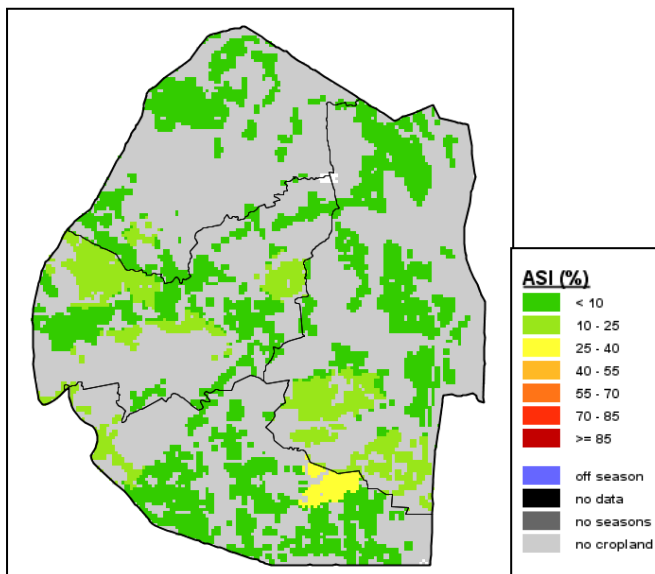 ASI (%)
< 10
10 - 25
25 - 40
40 - 55
55 - 70
70 - 85
>= 85
off season
no data
no seasons
no cropland